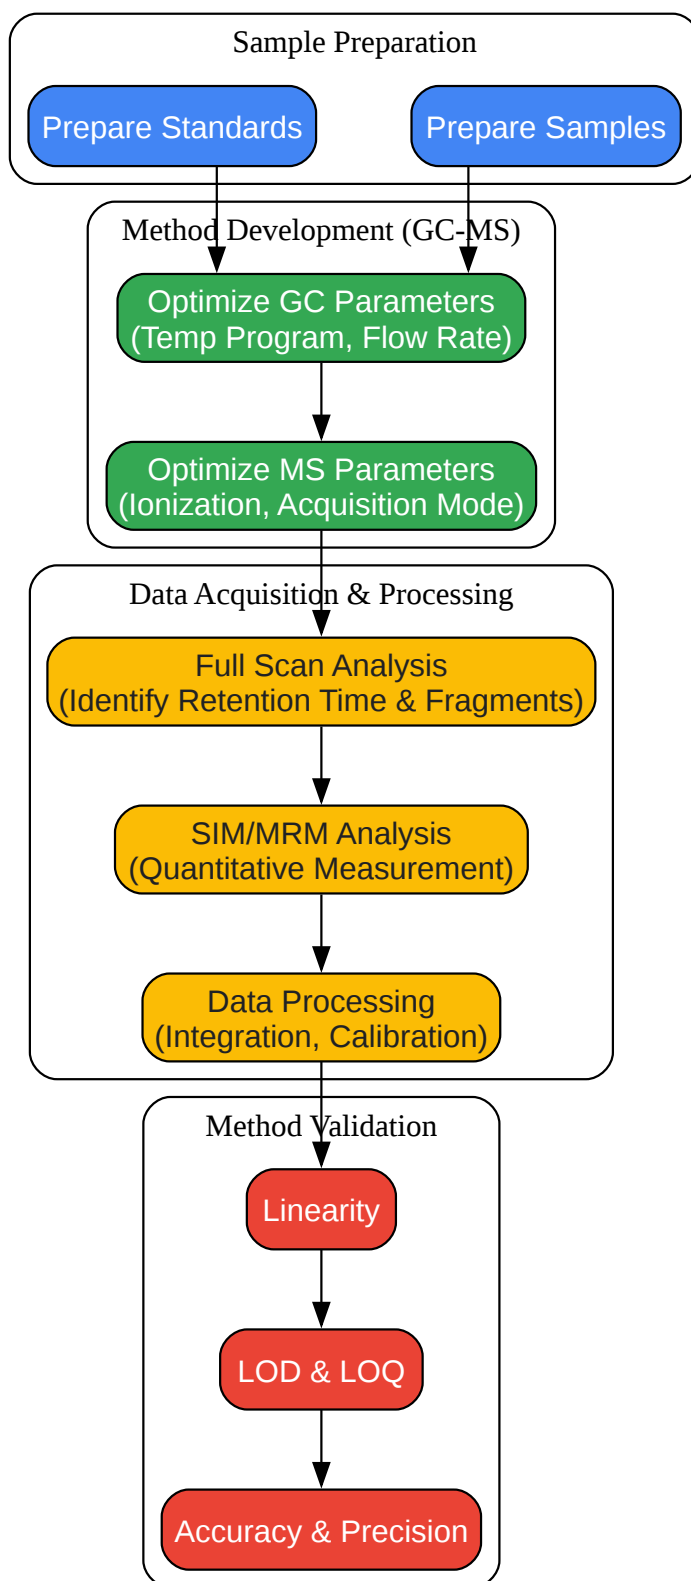 Sample Preparation
Prepare Standards
Prepare Samples
Method Development (GC-MS)
Optimize GC Parameters
(Temp Program, Flow Rate)
Optimize MS Parameters
(Ionization, Acquisition Mode)
Data Acquisition & Processing
Full Scan Analysis
(Identify Retention Time & Fragments)
SIM/MRM Analysis
(Quantitative Measurement)
Data Processing
(Integration, Calibration)
Method Validation
Linearity
LOD & LOQ
Accuracy & Precision